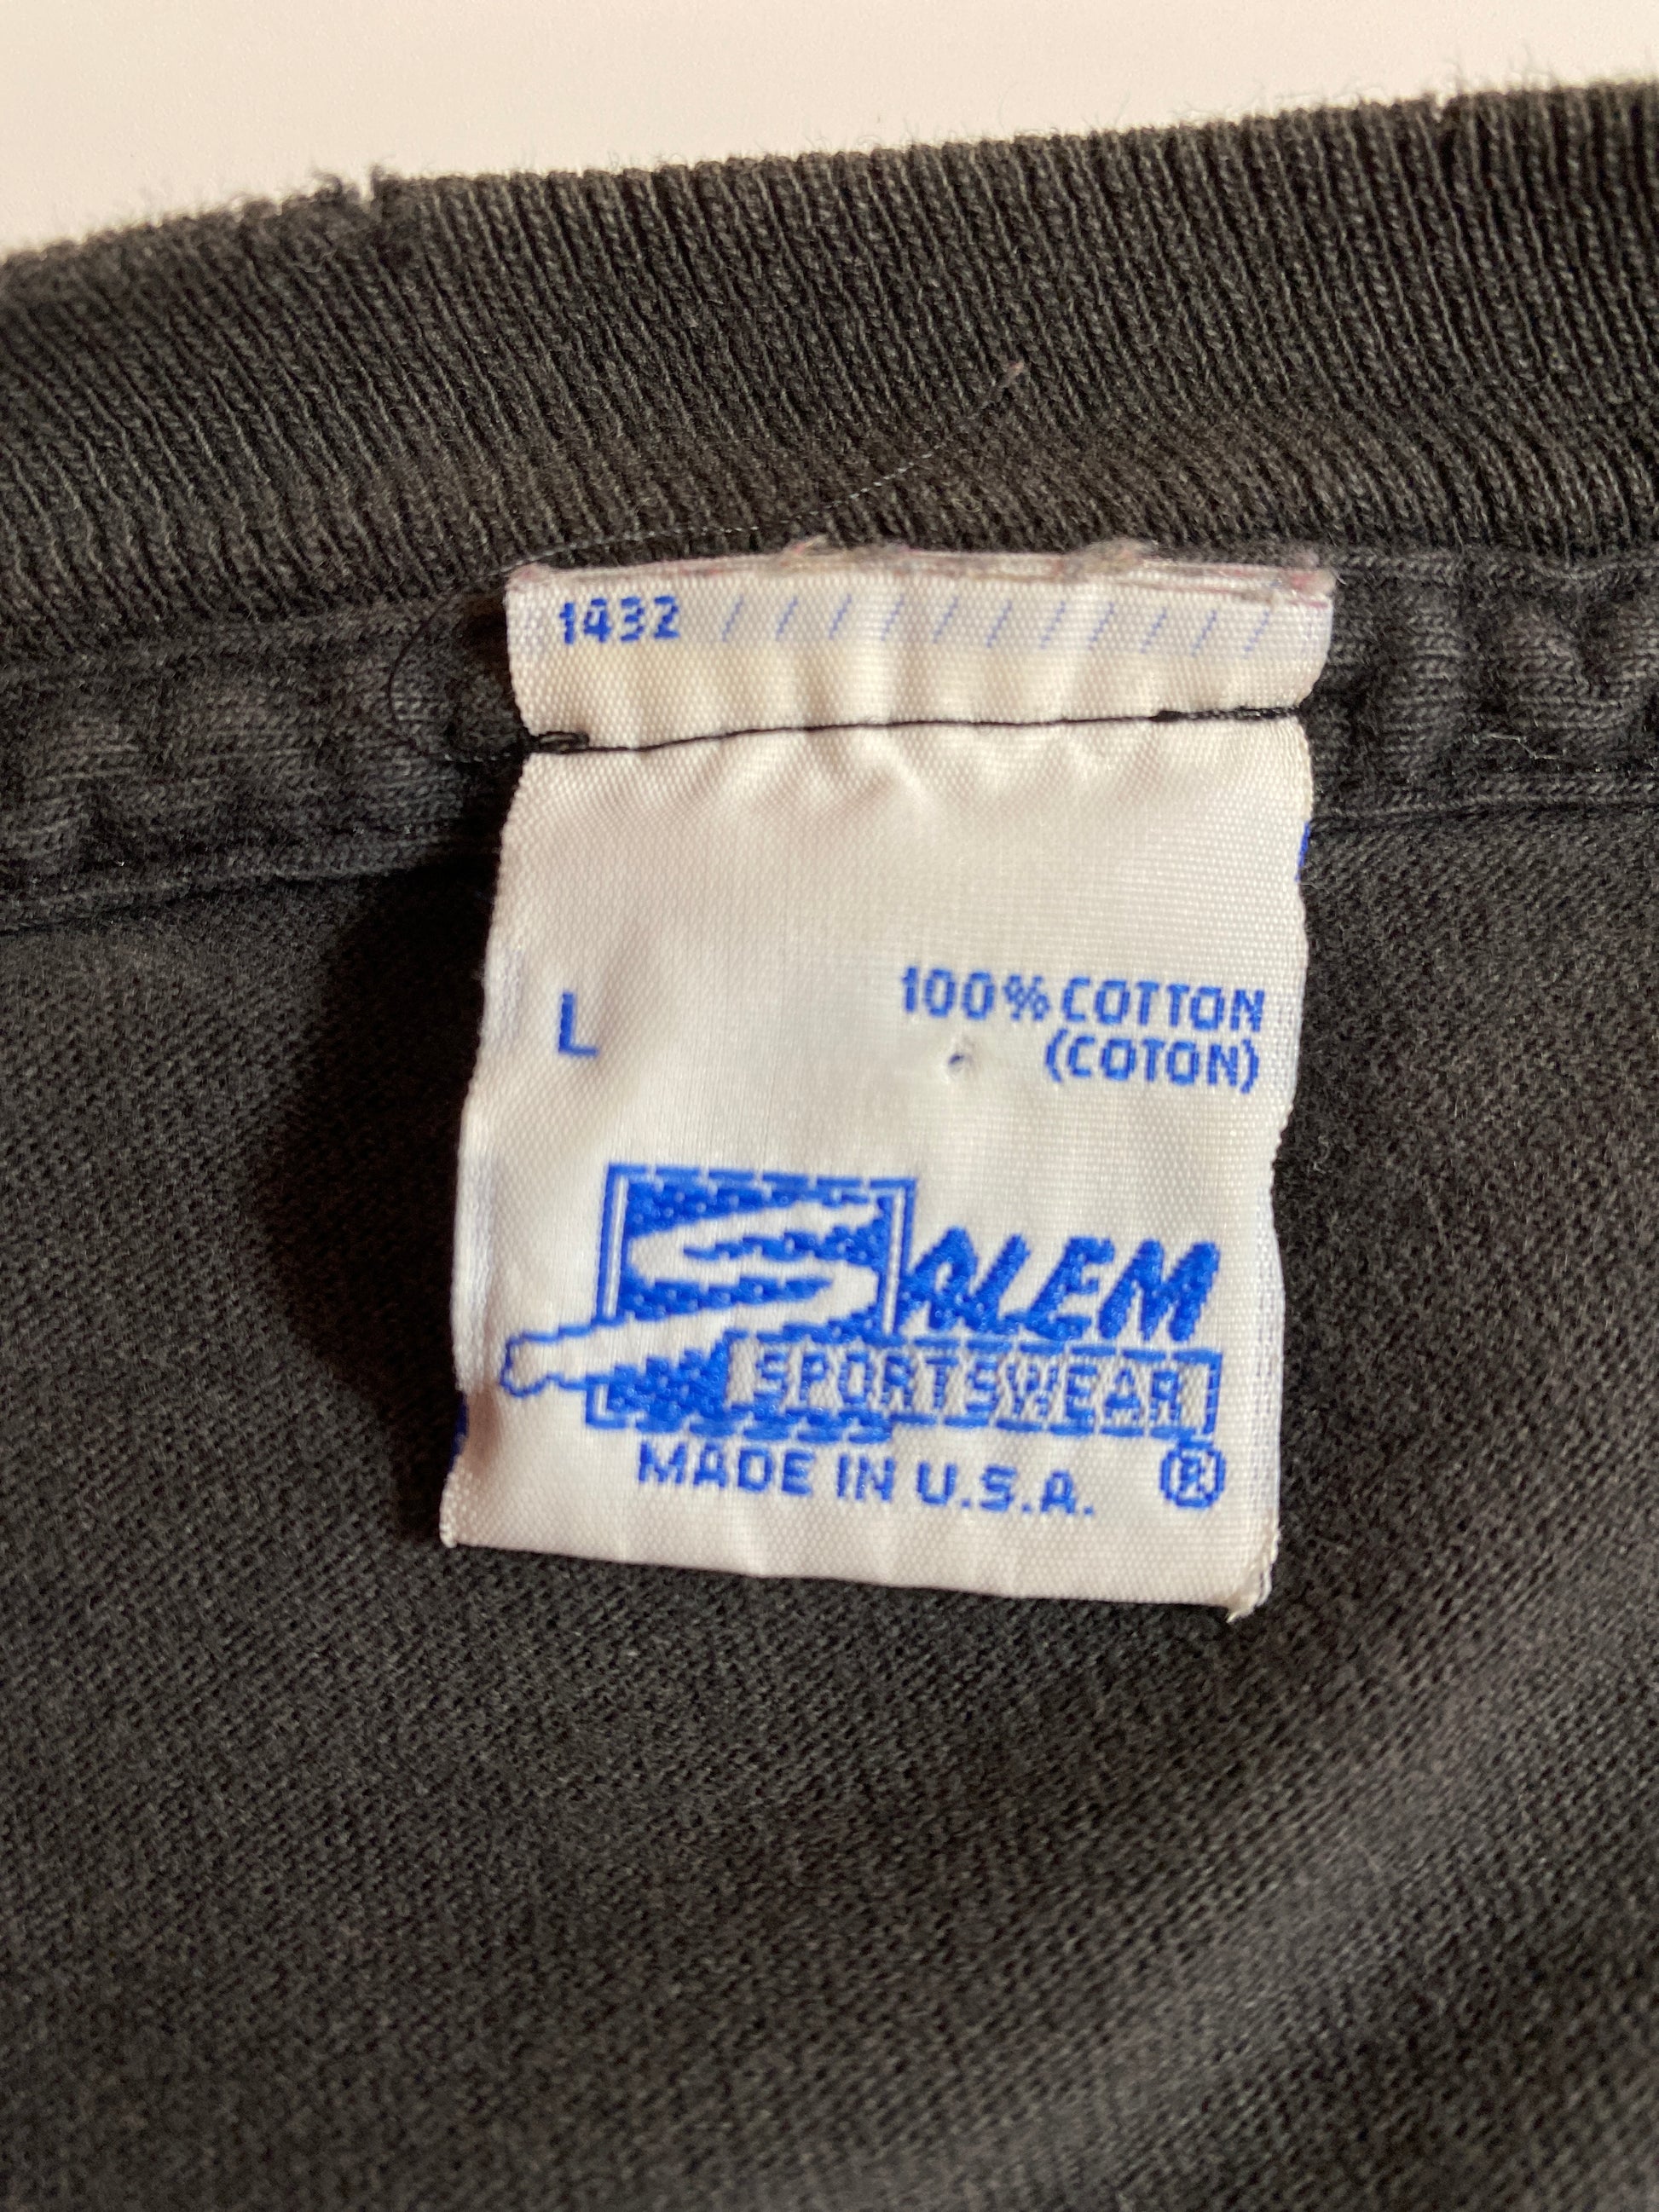 1432 / / / / / / / / / / /
L
100% COTTON
(COTON)
SALEM
SPORTSWEAR
MADE IN U.S.A. ®